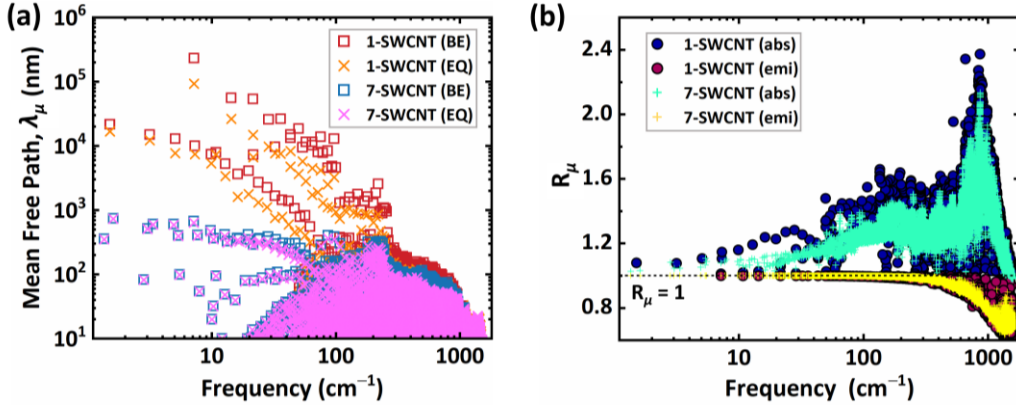 (a)
10⁶
10⁵
10⁴
10³
10²
10¹
Mean Free Path, λμ (nm)
1-SWCNT (BE)
1-SWCNT (EQ)
7-SWCNT (BE)
7-SWCNT (EQ)
10 100 1000
Frequency (cm⁻¹)
(b)
2.4
2.0
1.6
1.2
0.8
Rμ
1-SWCNT (abs)
1-SWCNT (emi)
7-SWCNT (abs)
7-SWCNT (emi)
Rμ = 1
10 100 1000
Frequency (cm⁻¹)